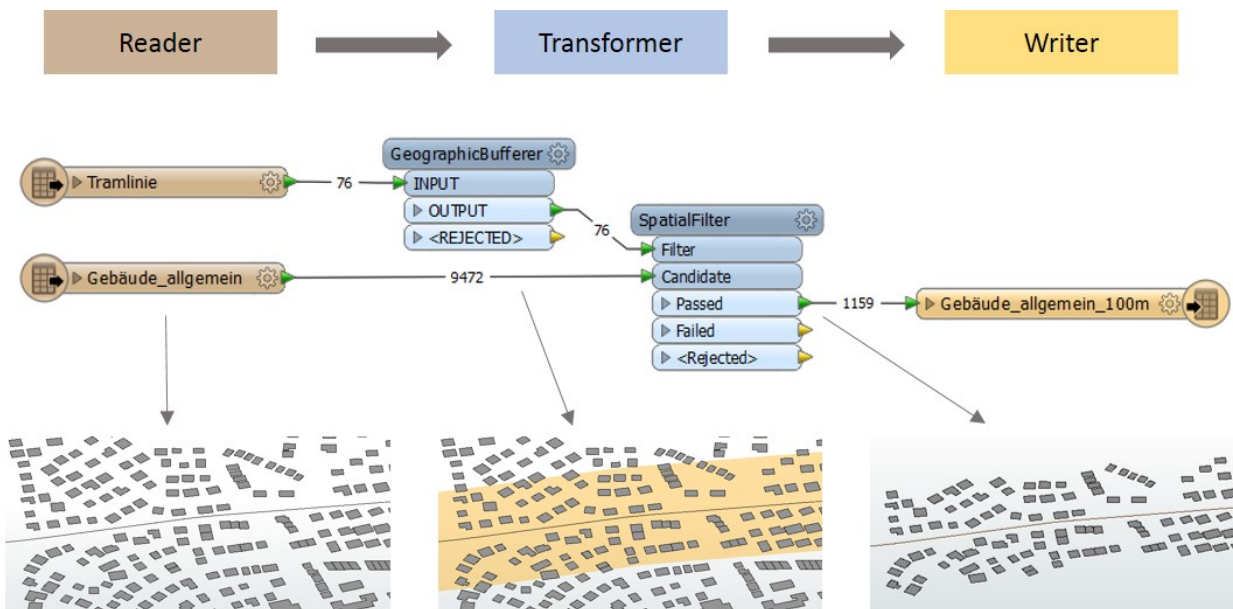 Reader
Transformer
Writer
GeographicBufferer
Tramlinie
76
INPUT
OUTPUT
<REJECTED>
76
SpatialFilter
Filter
Gebäude_allgemein
9472
Candidate
Passed
1159
Gebäude_allgemein_100m
Failed
<Rejected>